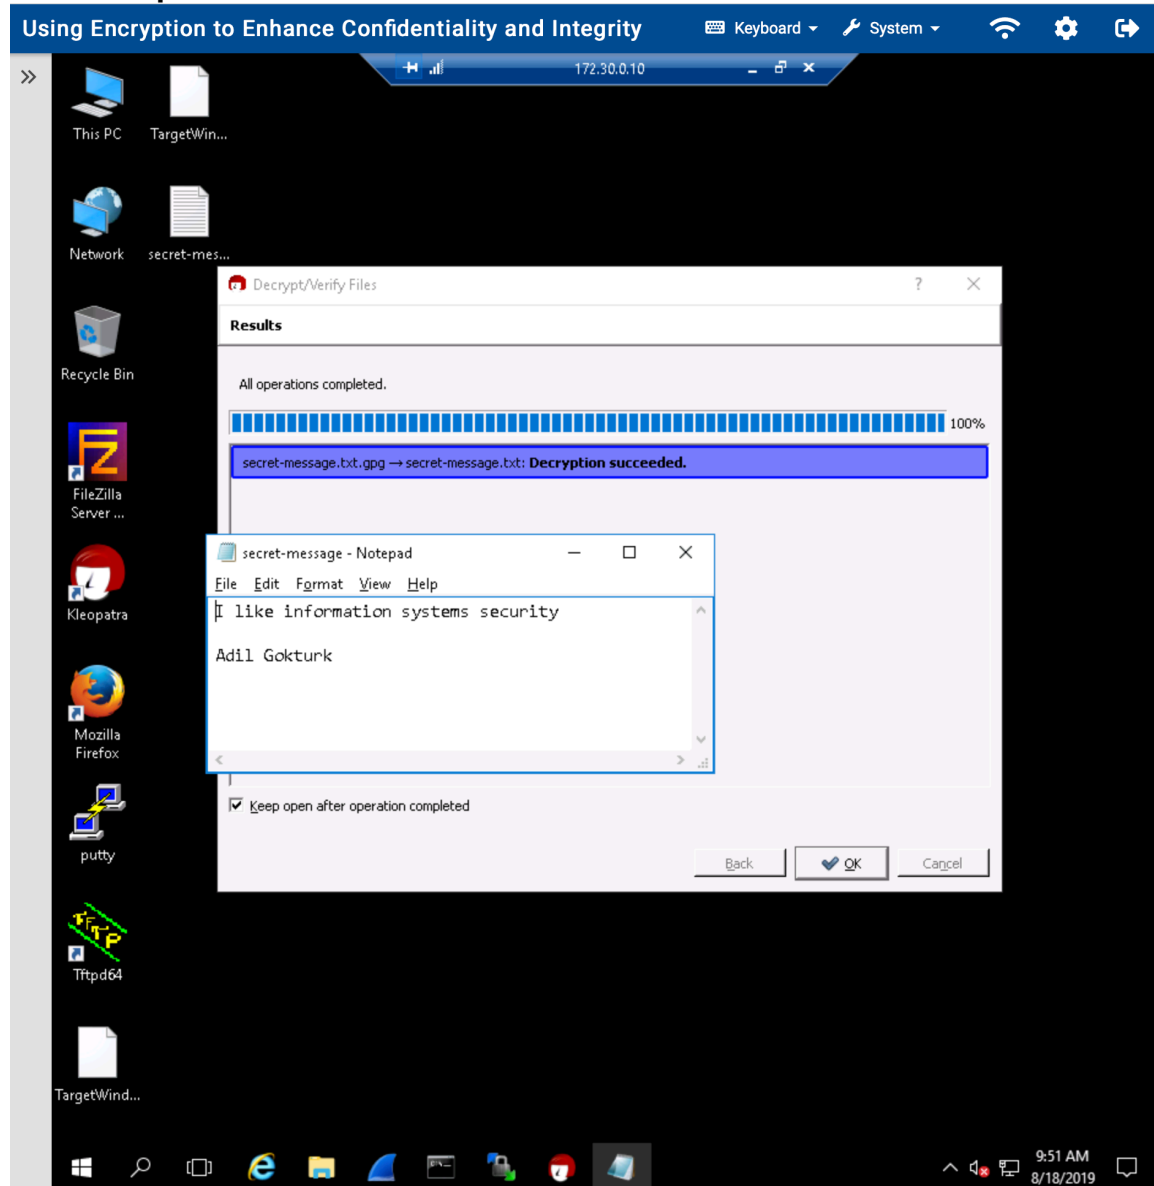 Using Encryption to Enhance Confidentiality and Integrity
Keyboard
System
172.30.0.10
This PC
TargetWin...
Network
secret-mes...
Decrypt/Verify Files
?
Results
Recycle Bin
All operations completed.
100%
secret-message.txt.gpg → secret-message.txt: Decryption succeeded.
FileZilla
Server ...
secret-message - Notepad
File Edit Format View Help
I like information systems security
Adil Gokturk
Kleopatra
Mozilla
Firefox
Keep open after operation completed
putty
Back
OK
Cancel
TFTP
Tftpd64
TargetWind...
9:51 AM
8/18/2019